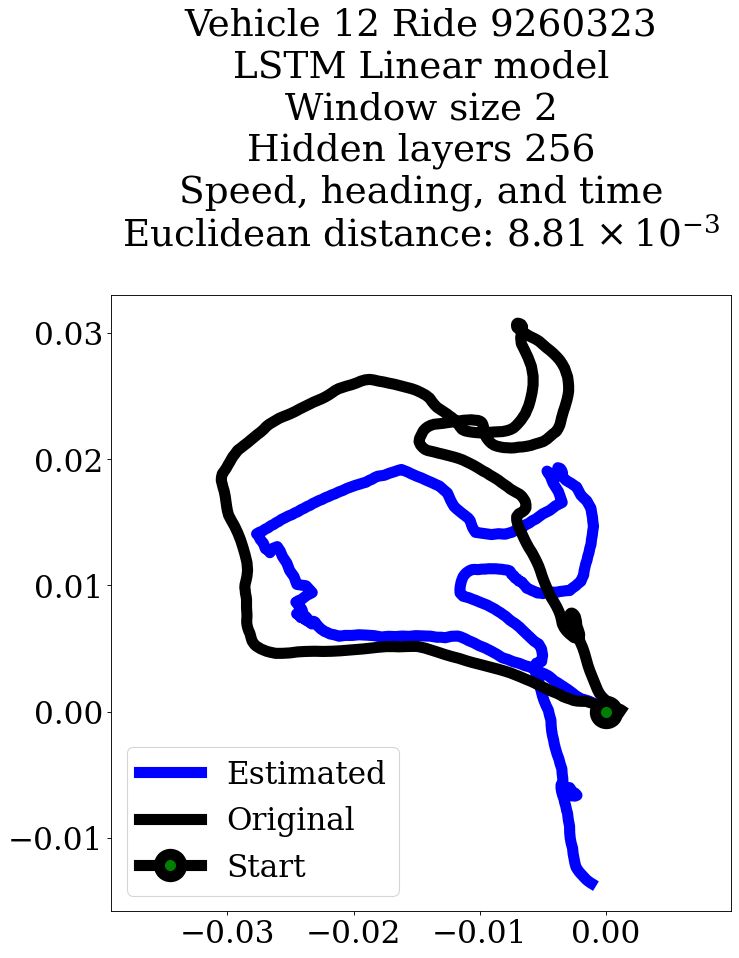 Vehicle 12 Ride 9260323
LSTM Linear model
Window size 2
Hidden layers 256
Speed, heading, and time
Euclidean distance: 8.81 × 10⁻³
0.03
0.02
0.01
0.00
−0.01
Estimated
Original
Start
−0.03 −0.02 −0.01 0.00